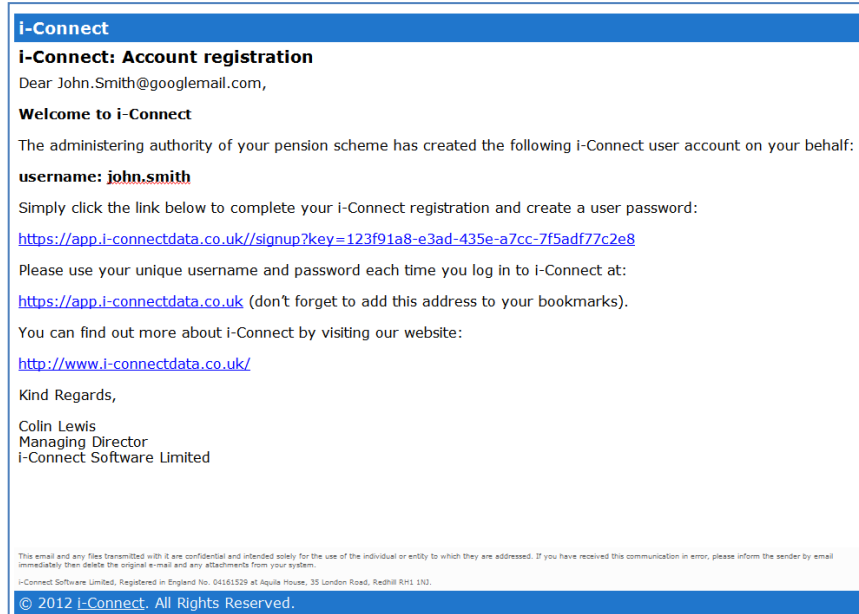 i-Connect
i-Connect: Account registration
Dear John.Smith@googlemail.com,
Welcome to i-Connect
The administering authority of your pension scheme has created the following i-Connect user account on your behalf:
username: john.smith
Simply click the link below to complete your i-Connect registration and create a user password:
https://app.i-connectdata.co.uk//signup?key=123f91a8-e3ad-435e-a7cc-7f5adf77c2e8
Please use your unique username and password each time you log in to i-Connect at:
https://app.i-connectdata.co.uk (don't forget to add this address to your bookmarks).
You can find out more about i-Connect by visiting our website:
http://www.i-connectdata.co.uk/
Kind Regards,
Colin Lewis
Managing Director
i-Connect Software Limited
This email and any files transmitted with it are confidential and intended solely for the use of the individual or entity to which they are addressed. If you have received this communication in error, please inform the sender by email
immediately then delete the original e-mail and any attachments from your system.
i-Connect Software Limited, Registered in England No. 04161529 at Aquila House, 35 London Road, Redhill RH1 1NJ.
© 2012 i-Connect. All Rights Reserved.